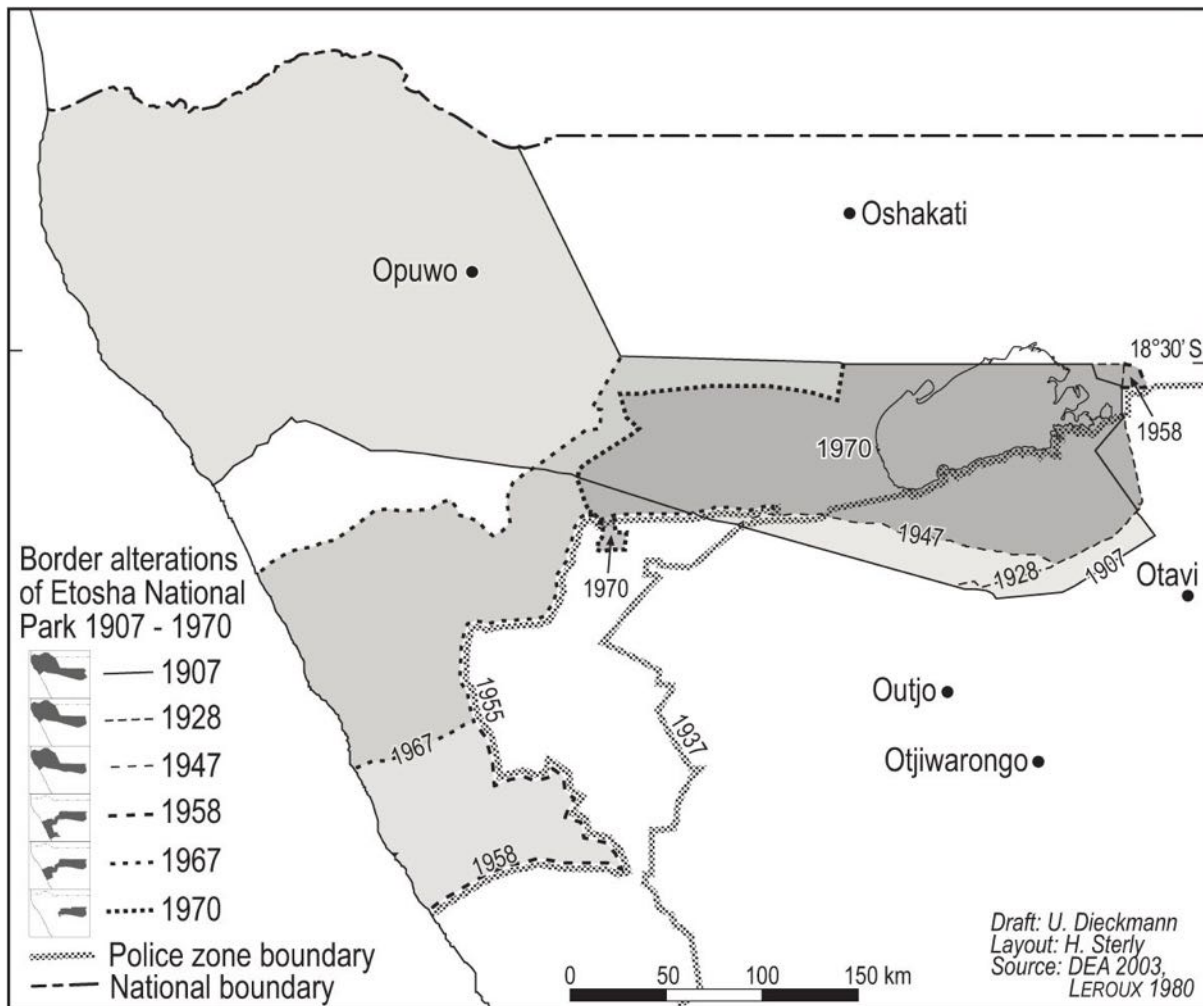 Oshakati
Opuwo
18°30' S
1958
1970
1947
1970
1928
1907
Otavi
Border alterations
of Etosha National
Park 1907 - 1970
1907
1928
1947
1958
1967
1970
Police zone boundary
National boundary
1955
1967
1937
Outjo
Otjiwarongo
1958
0 50 100 150 km
Draft: U. Dieckmann
Layout: H. Sterly
Source: DEA 2003,
LEROUX 1980